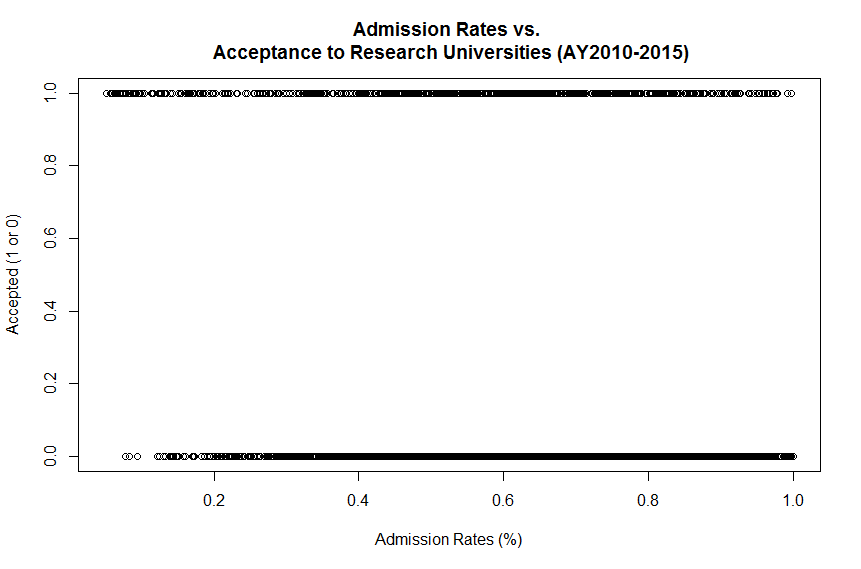 Admission Rates vs.
Acceptance to Research Universities (AY2010-2015)
Accepted (1 or 0)
1.0
0.8
0.6
0.4
0.2
0.0
0.2 0.4 0.6 0.8 1.0
Admission Rates (%)